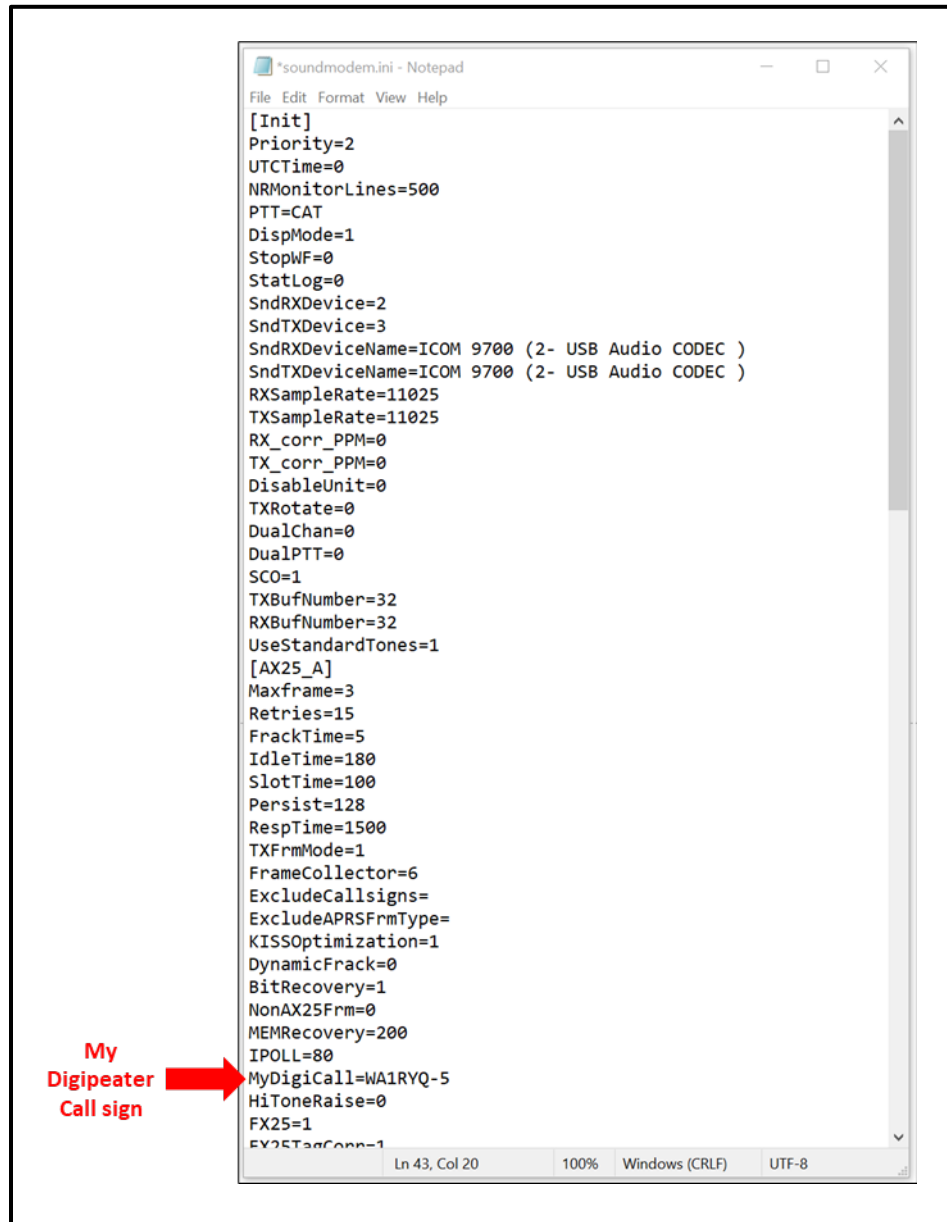 *soundmodem.ini - Notepad
File Edit Format View Help
[Init]
Priority=2
UTCTime=0
NRMonitorLines=500
PTT=CAT
DispMode=1
StopWF=0
StatLog=0
SndRXDevice=2
SndTXDevice=3
SndRXDeviceName=ICOM 9700 (2- USB Audio CODEC )
SndTXDeviceName=ICOM 9700 (2- USB Audio CODEC )
RXSampleRate=11025
TXSampleRate=11025
RX_corr_PPM=0
TX_corr_PPM=0
DisableUnit=0
TXRotate=0
DualChan=0
DualPTT=0
SCO=1
TXBufNumber=32
RXBufNumber=32
UseStandardTones=1
[AX25_A]
Maxframe=3
Retries=15
FrackTime=5
IdleTime=180
SlotTime=100
Persist=128
RespTime=1500
TXFrmMode=1
FrameCollector=6
ExcludeCallsigns=
ExcludeAPRSFrmType=
KISSOptimization=1
DynamicFrack=0
BitRecovery=1
NonAX25Frm=0
MEMRecovery=200
IPOLL=80
My
Digipeater
Call sign
MyDigiCall=WA1RYQ-5
HiToneRaise=0
FX25=1
FX25TagCorr=1
Ln 43, Col 20 100% Windows (CRLF) UTF-8